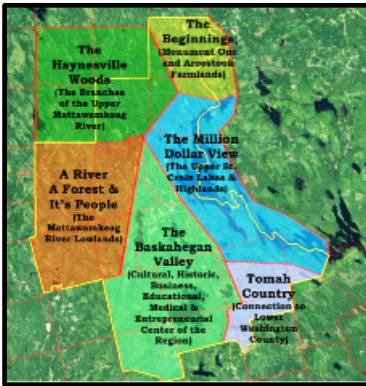 The
Beginnings
(Monument One
and Aroostook
Farmlands)
The
Haynesville
Woods
(The Branches
of the Upper
Mattawamkeag
River)
The Million
Dollar View
(The Upper St.
Croix Lakes &
Highlands)
A River
A Forest &
It's People
(The
Mattawamkeag
River Lowlands)
The
Baskahegan
Valley
(Cultural, Historic,
Business,
Educational,
Medical &
Entrepreneurial
Center of the
Region)
Tomah
Country
(Connection to
Lower
Washington
County)